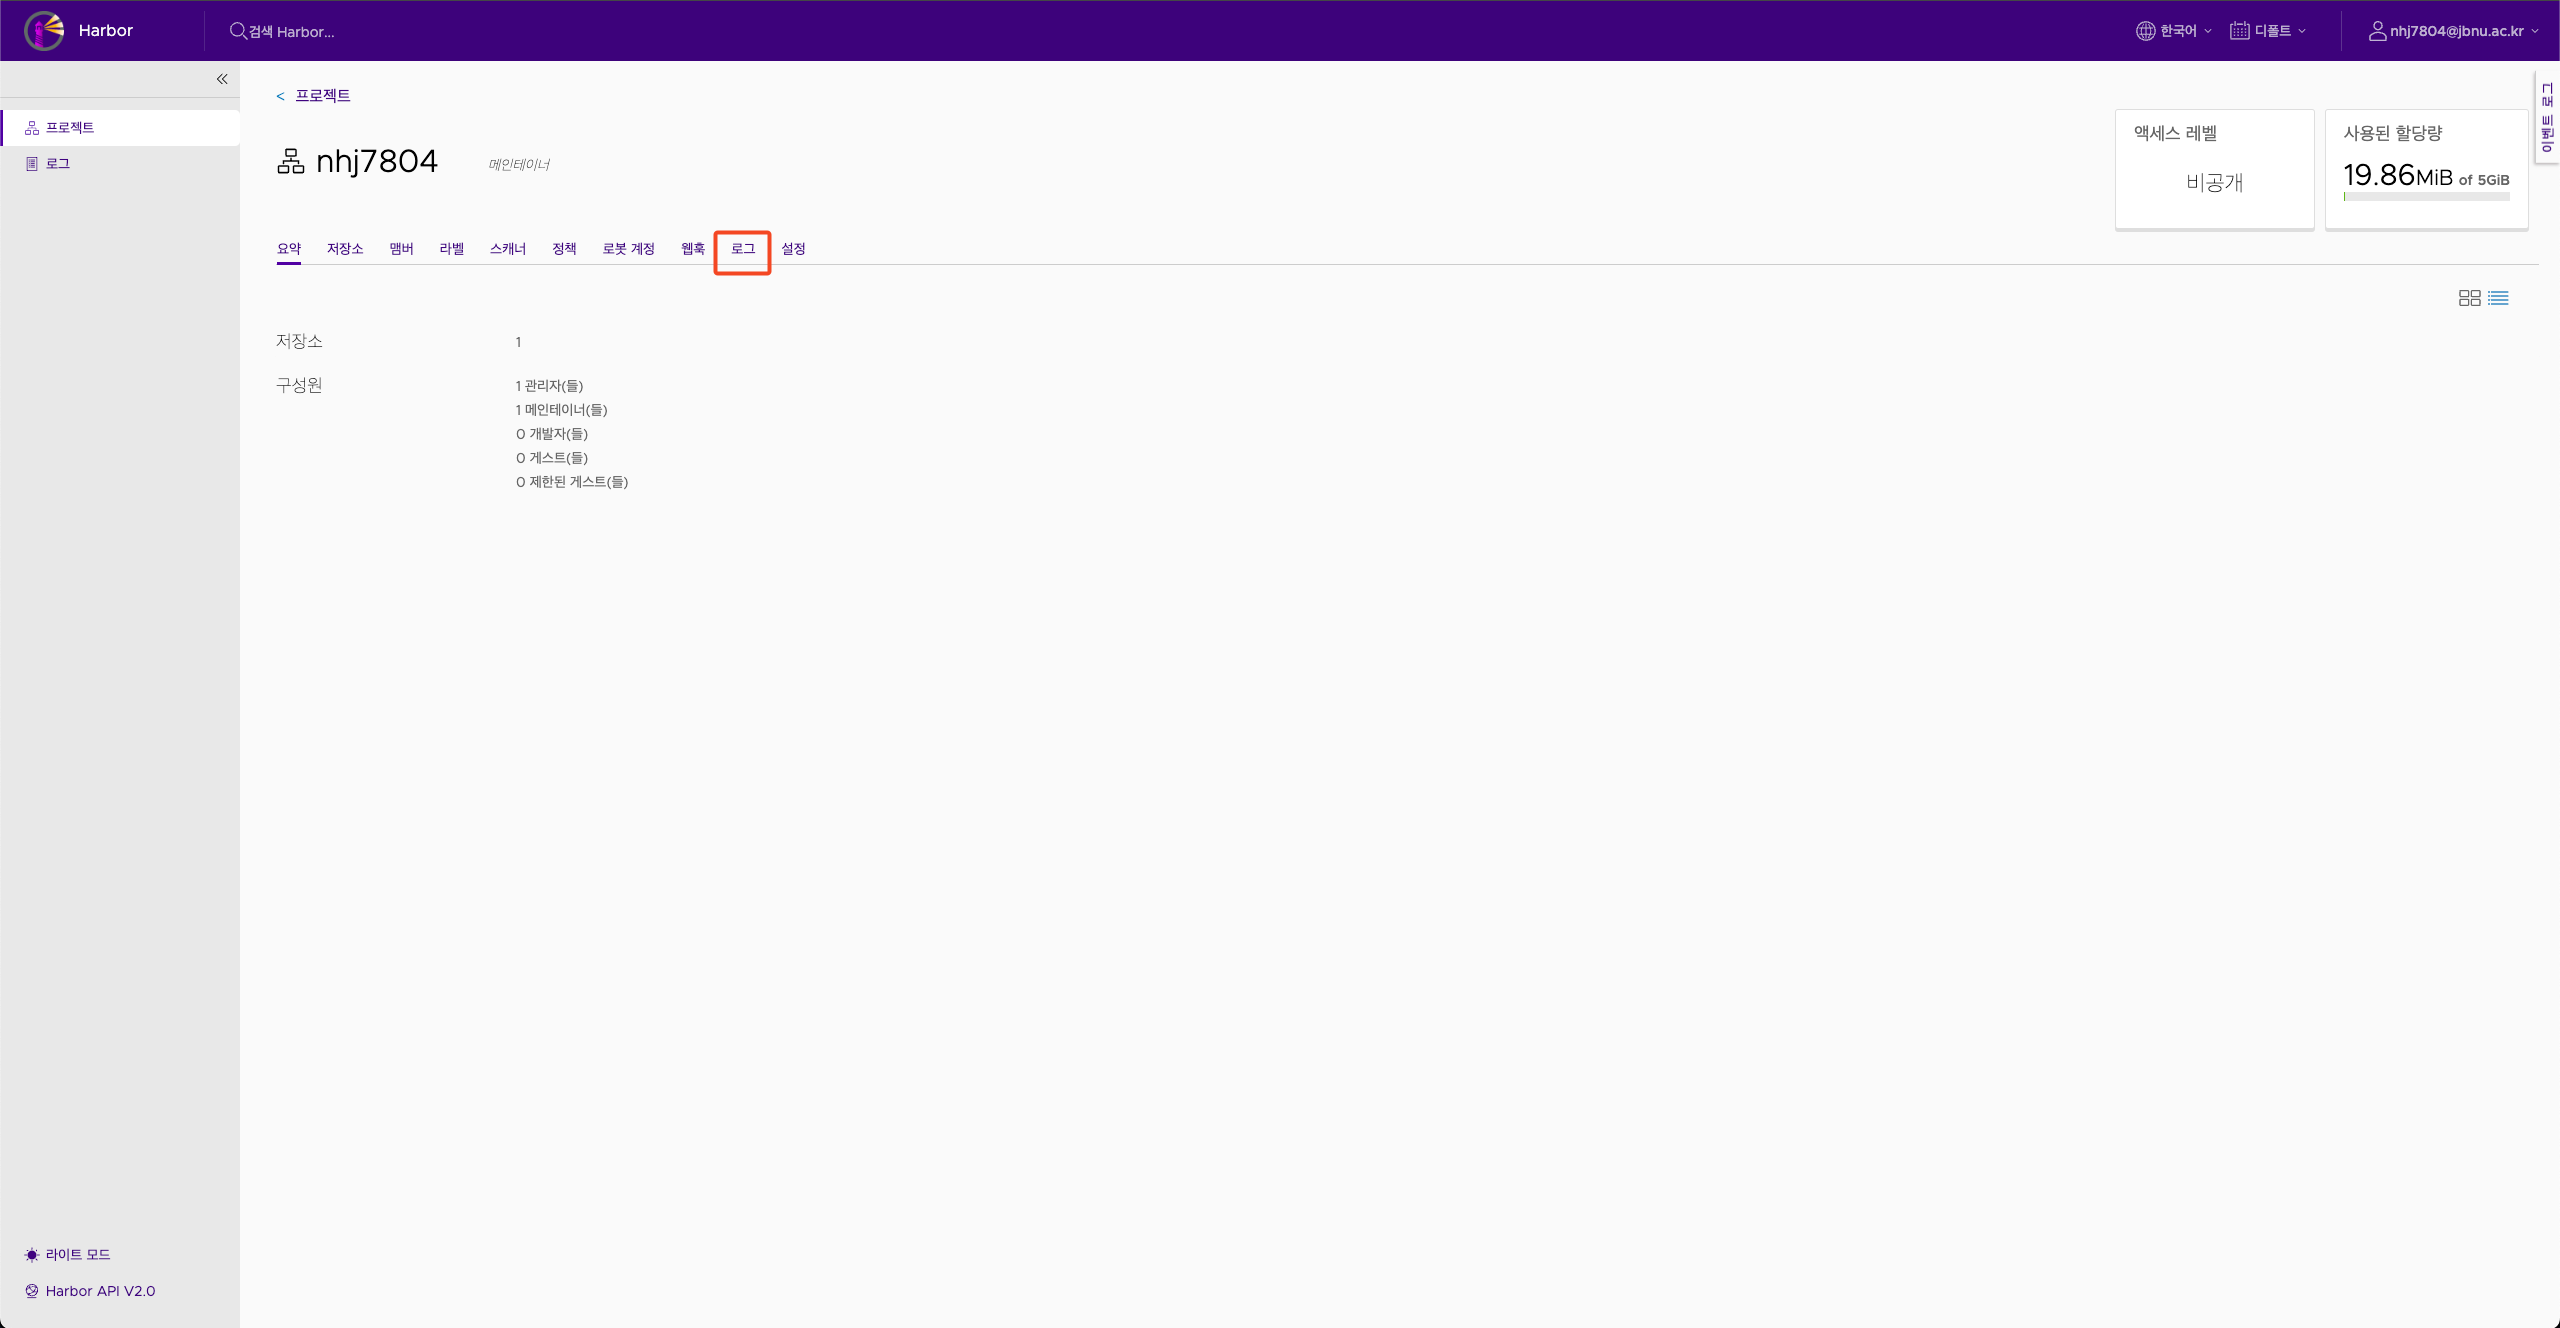 Harbor
검색 Harbor...
한국어
디폴트
nhj7804@jbnu.ac.kr
프로젝트
로그
< 프로젝트
nhj7804
메인테이너
액세스 레벨
비공개
사용된 할당량
19.86MiB of 5GiB
이벤트 로그
요약 저장소 맴버 라벨 스캐너 정책 로봇 계정 웹훅 로그 설정
저장소 1
구성원 1 관리자(들)
1 메인테이너(들)
0 개발자(들)
0 게스트(들)
0 제한된 게스트(들)
라이트 모드
Harbor API V2.0